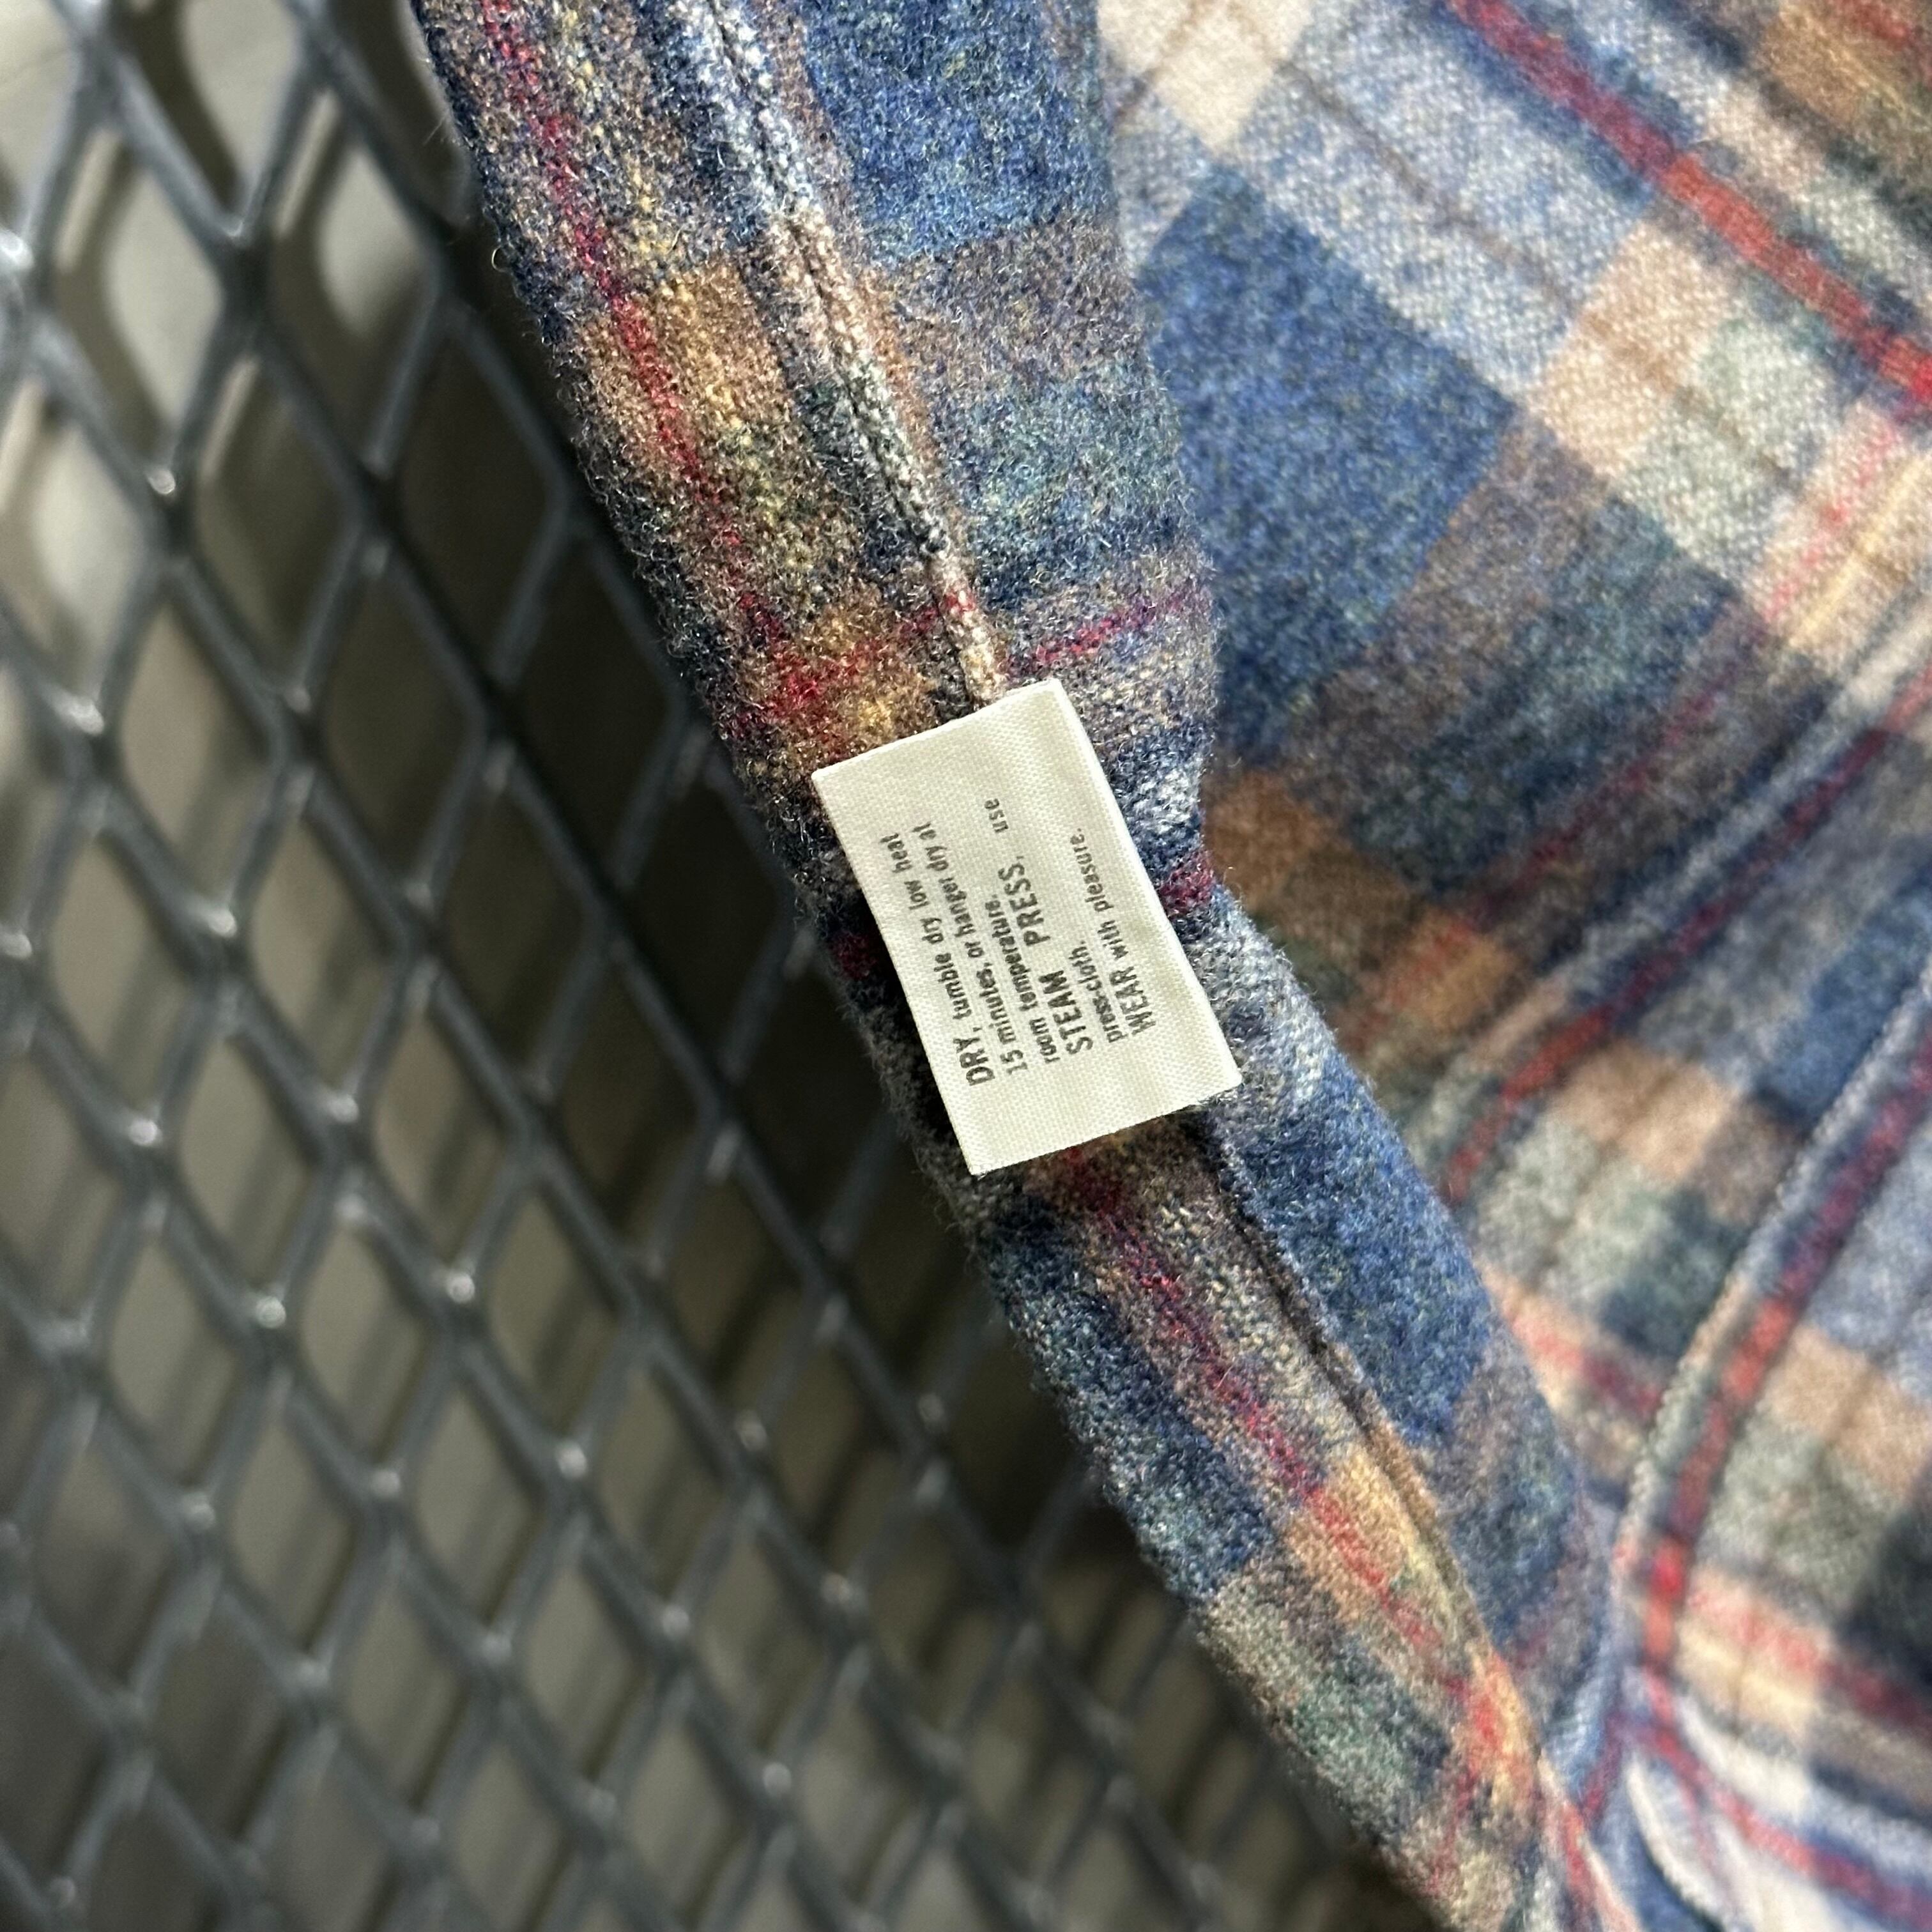 DRY, tumble dry low heat
15 minutes, or hanger dry at
room temperature.
STEAM PRESS, use
press cloth.
WEAR with pleasure.